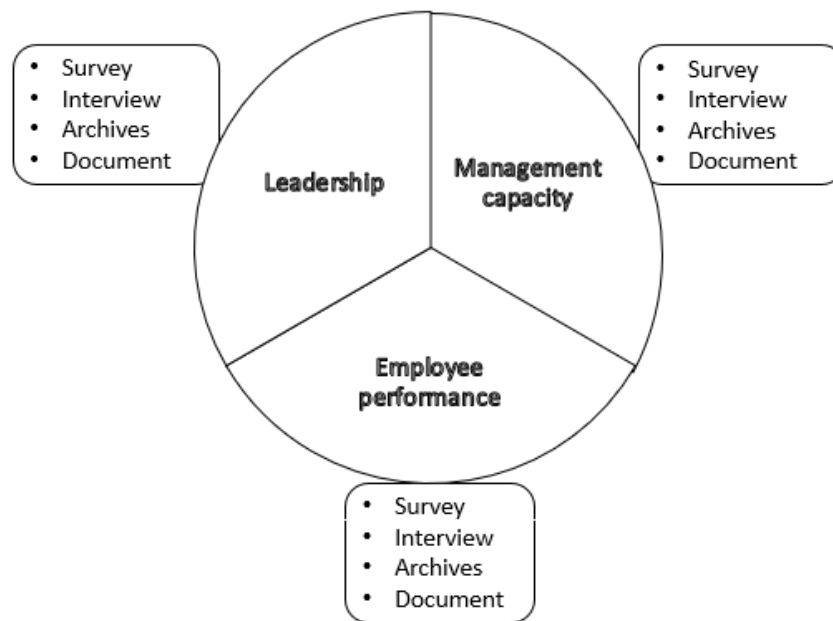 • Survey
• Interview
• Archives
• Document
Leadership
Management
capacity
• Survey
• Interview
• Archives
• Document
Employee
performance
• Survey
• Interview
• Archives
• Document